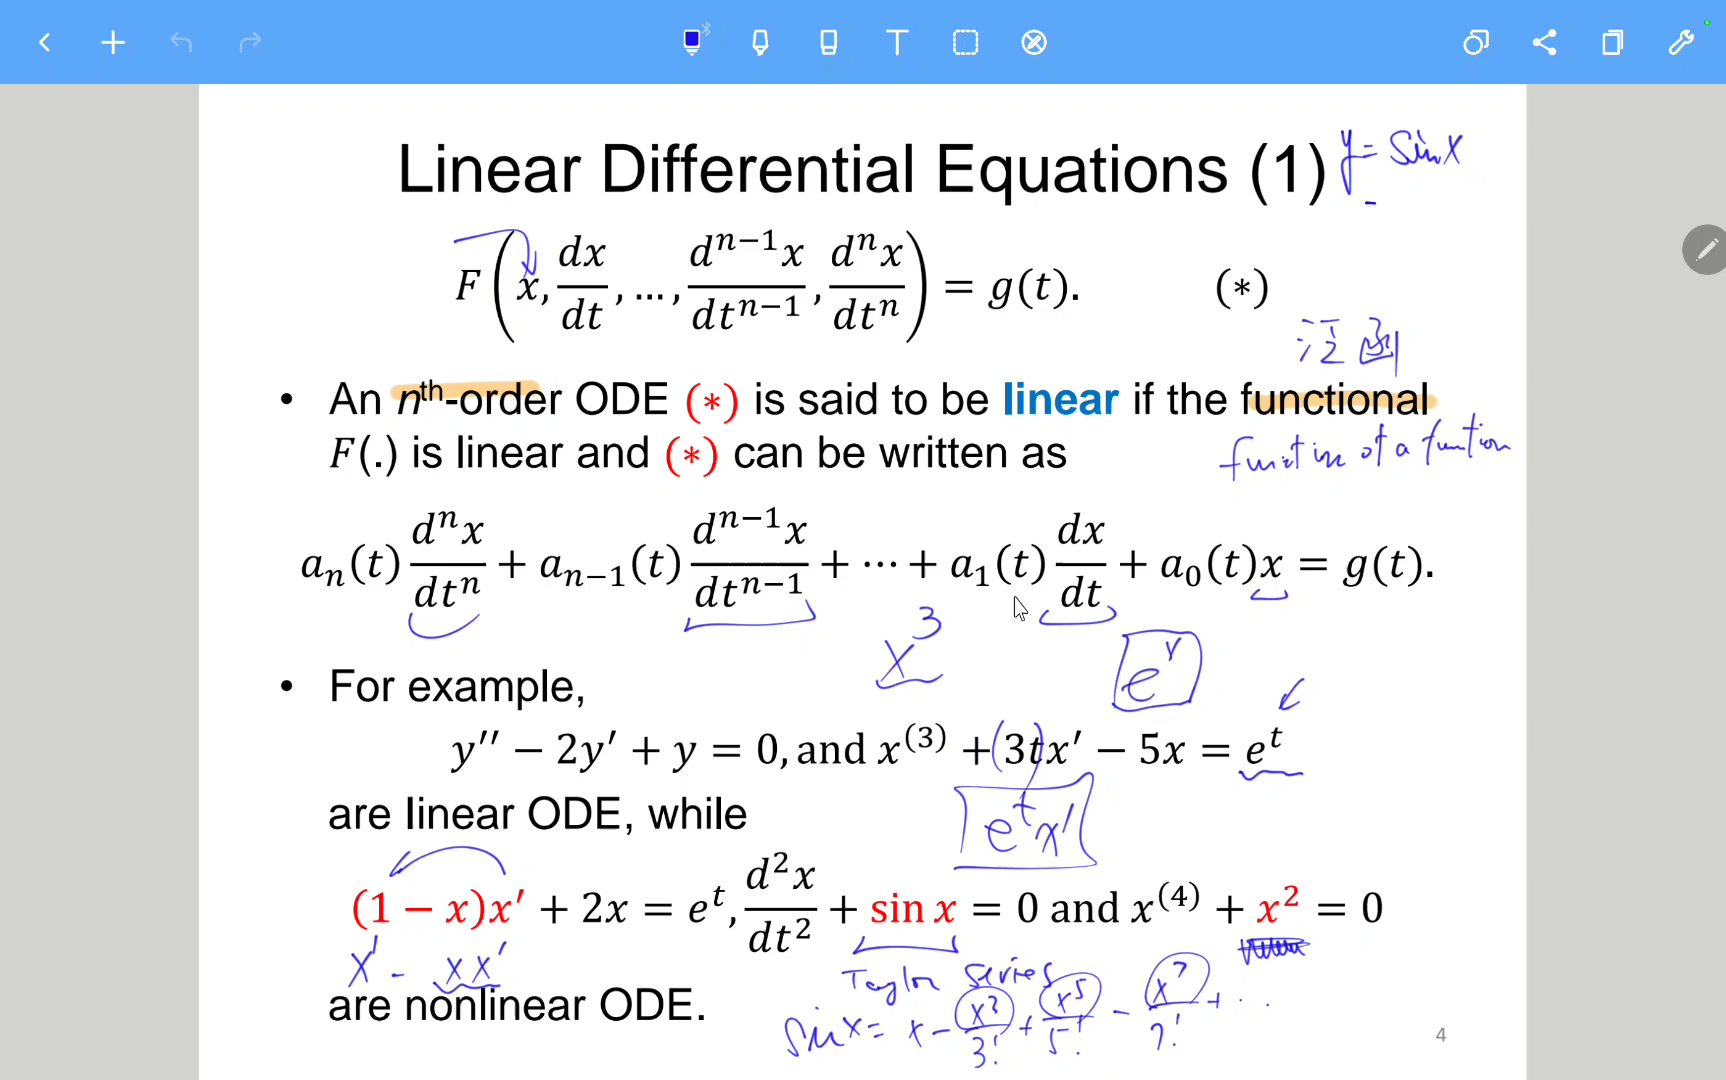 Linear Differential Equations (1) y = sin x
F(x, dx/dt, ..., d^{n−1}x/dt^{n−1}, d^n x/dt^n) = g(t). (∗)
泛函
• An nth-order ODE (∗) is said to be linear if the functional
F(.) is linear and (∗) can be written as
function of a funtion
a_n(t) d^n x/dt^n + a_{n−1}(t) d^{n−1}x/dt^{n−1} + ⋯ + a_1(t) dx/dt + a_0(t)x = g(t).
x^3
• For example,
y′′ − 2y′ + y = 0, and x^(3) + (3t)x′ − 5x = e^t
are linear ODE, while
e^t x'
(1 − x)x′ + 2x = e^t, d^2x/dt^2 + sin x = 0 and x^(4) + x^2 = 0
x' - xx'
Taylor Series
are nonlinear ODE.
sin x = x - x^3/3! + x^5/5! - x^7/7! + ...
4